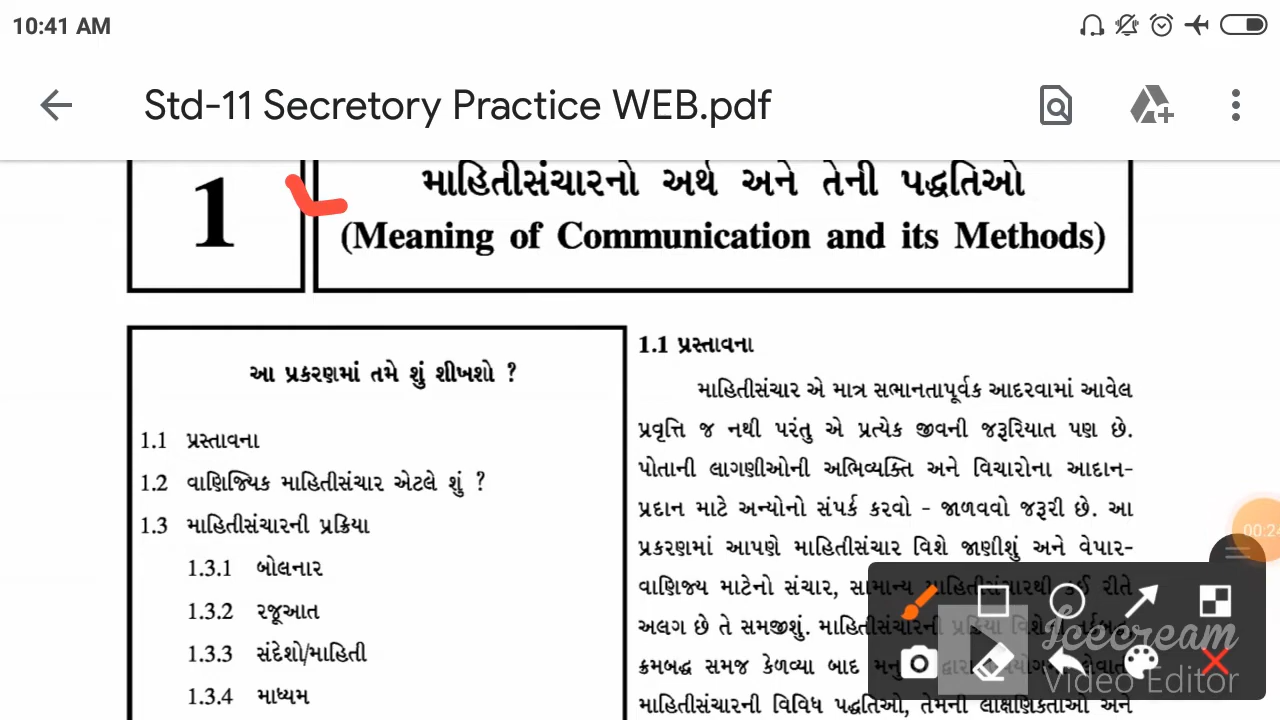 10:41 AM
Std-11 Secretory Practice WEB.pdf
1
માહિતીસંચારનો અર્થ અને તેની પદ્ધતિઓ
(Meaning of Communication and its Methods)
આ પ્રકરણમાં તમે શું શીખશો ?
1.1 પ્રસ્તાવના
1.2 વાણિજ્યિક માહિતીસંચાર એટલે શું ?
1.3 માહિતીસંચારની પ્રક્રિયા
1.3.1 બોલનાર
1.3.2 રજૂઆત
1.3.3 સંદેશો/માહિતી
1.3.4 માધ્યમ
1.1 પ્રસ્તાવના
માહિતીસંચાર એ માત્ર સભાનતાપૂર્વક આદરવામાં આવેલ
પ્રવૃત્તિ જ નથી પરંતુ એ પ્રત્યેક જીવની જરૂરિયાત પણ છે.
પોતાની લાગણીઓની અભિવ્યક્તિ અને વિચારોના આદાન-
પ્રદાન માટે અન્યોનો સંપર્ક કરવો - જાળવવો જરૂરી છે. આ
પ્રકરણમાં આપણે માહિતીસંચાર વિશે જાણીશું અને વેપાર-
વાણિજ્ય માટેનો સંચાર, સામાન્ય માહિતીસંચારથી કઈ રીતે
અલગ છે તે સમજીશું. માહિતીસંચારની પ્રક્રિયા
ક્રમબદ્ધ સમજ કેળવ્યા બાદ
માહિતીસંચારની વિવિધ પદ્ધતિઓ, તેમની લાક્ષણિકતાઓ અને
00:24
Icecream
Video Editor